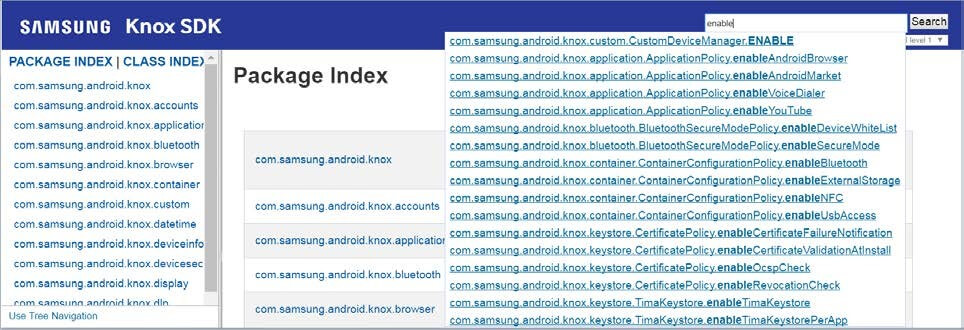 SAMSUNG Knox SDK
enable
Search
l level 1
PACKAGE INDEX | CLASS INDEX
com.samsung.android.knox
com.samsung.android.knox.accounts
com.samsung.android.knox.application
com.samsung.android.knox.bluetooth
com.samsung.android.knox.browser
com.samsung.android.knox.container
com.samsung.android.knox.custom
com.samsung.android.knox.datetime
com.samsung.android.knox.deviceinfo
com.samsung.android.knox.devicesec
com.samsung.android.knox.display
com.samsung.android.knox.dlp
Use Tree Navigation
Package Index
com.samsung.android.knox
com.samsung.android.knox.accounts
com.samsung.android.knox.application
com.samsung.android.knox.bluetooth
com.samsung.android.knox.browser
com.samsung.android.knox.custom.CustomDeviceManager.ENABLE
com.samsung.android.knox.application.ApplicationPolicy.enableAndroidBrowser
com.samsung.android.knox.application.ApplicationPolicy.enableAndroidMarket
com.samsung.android.knox.application.ApplicationPolicy.enableVoiceDialer
com.samsung.android.knox.application.ApplicationPolicy.enableYouTube
com.samsung.android.knox.bluetooth.BluetoothSecureModePolicy.enableDeviceWhiteList
com.samsung.android.knox.bluetooth.BluetoothSecureModePolicy.enableSecureMode
com.samsung.android.knox.container.ContainerConfigurationPolicy.enableBluetooth
com.samsung.android.knox.container.ContainerConfigurationPolicy.enableExternalStorage
com.samsung.android.knox.container.ContainerConfigurationPolicy.enableNFC
com.samsung.android.knox.container.ContainerConfigurationPolicy.enableUsbAccess
com.samsung.android.knox.keystore.CertificatePolicy.enableCertificateFailureNotification
com.samsung.android.knox.keystore.CertificatePolicy.enableCertificateValidationAtInstall
com.samsung.android.knox.keystore.CertificatePolicy.enableOcspCheck
com.samsung.android.knox.keystore.CertificatePolicy.enableRevocationCheck
com.samsung.android.knox.keystore.TimaKeystore.enableTimaKeystore
com.samsung.android.knox.keystore.TimaKeystore.enableTimaKeystorePerApp